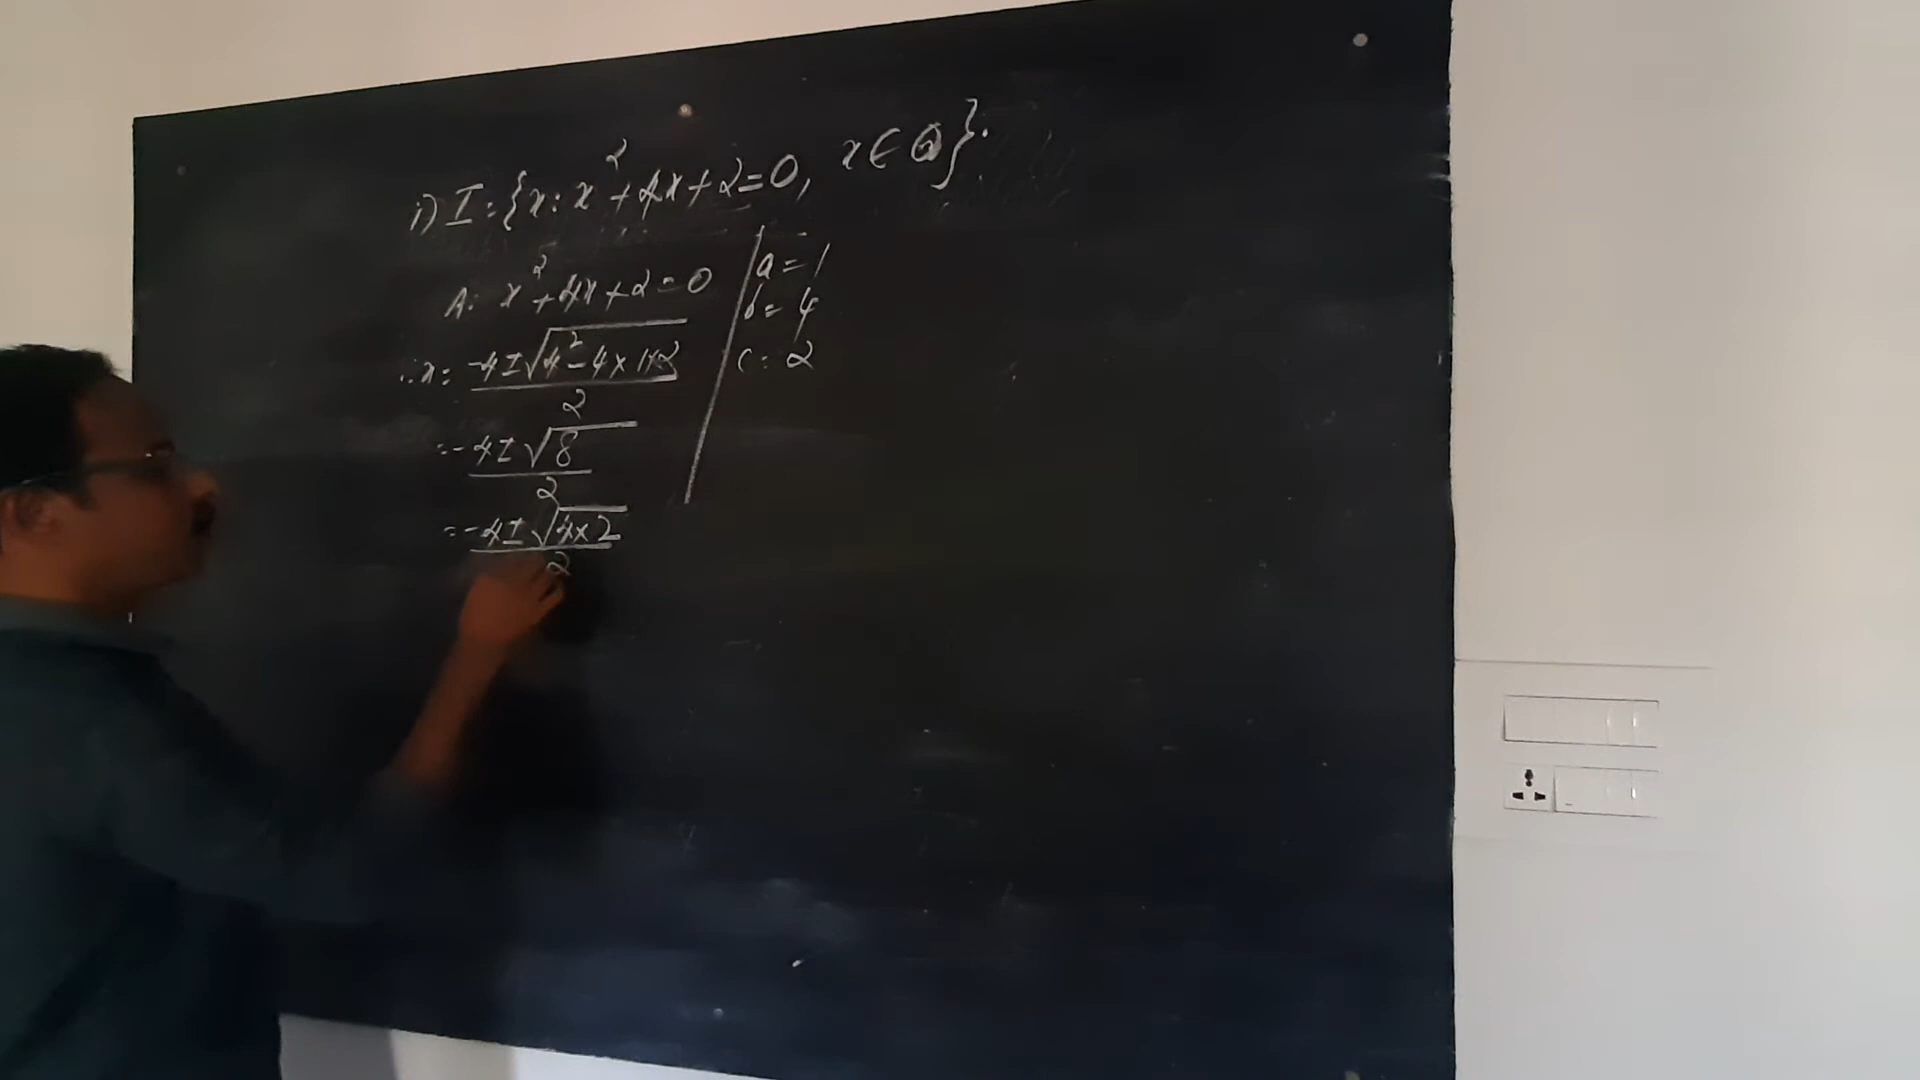 i) I = {x : x² + 4x + 2 = 0, x ∈ Q}.
A: x² + 4x + 2 = 0
a = 1
b = 4
c = 2
∴ x = (-4 ± √(4² - 4 × 1 × 2)) / 2
= (-4 ± √8) / 2
= (-4 ± √(4 × 2)) / 2